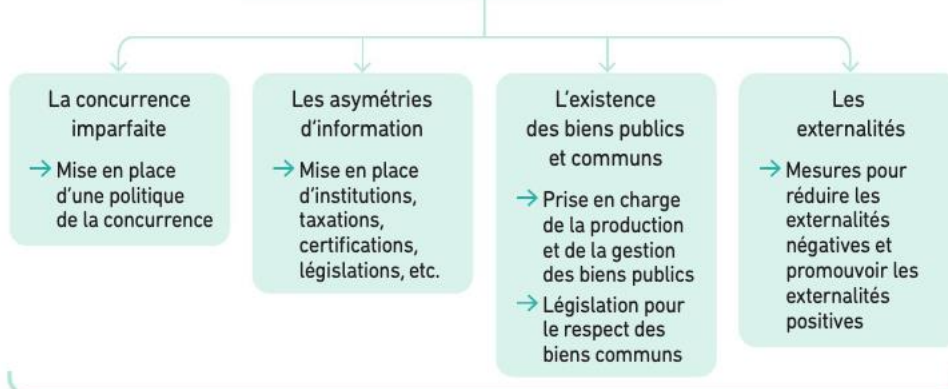 La concurrence
imparfaite
→ Mise en place
d'une politique
de la concurrence
Les asymétries
d'information
→ Mise en place
d'institutions,
taxations,
certifications,
législations, etc.
L'existence
des biens publics
et communs
→ Prise en charge
de la production
et de la gestion
des biens publics
→ Législation pour
le respect des
biens communs
Les
externalités
→ Mesures pour
réduire les
externalités
négatives et
promouvoir les
externalités
positives